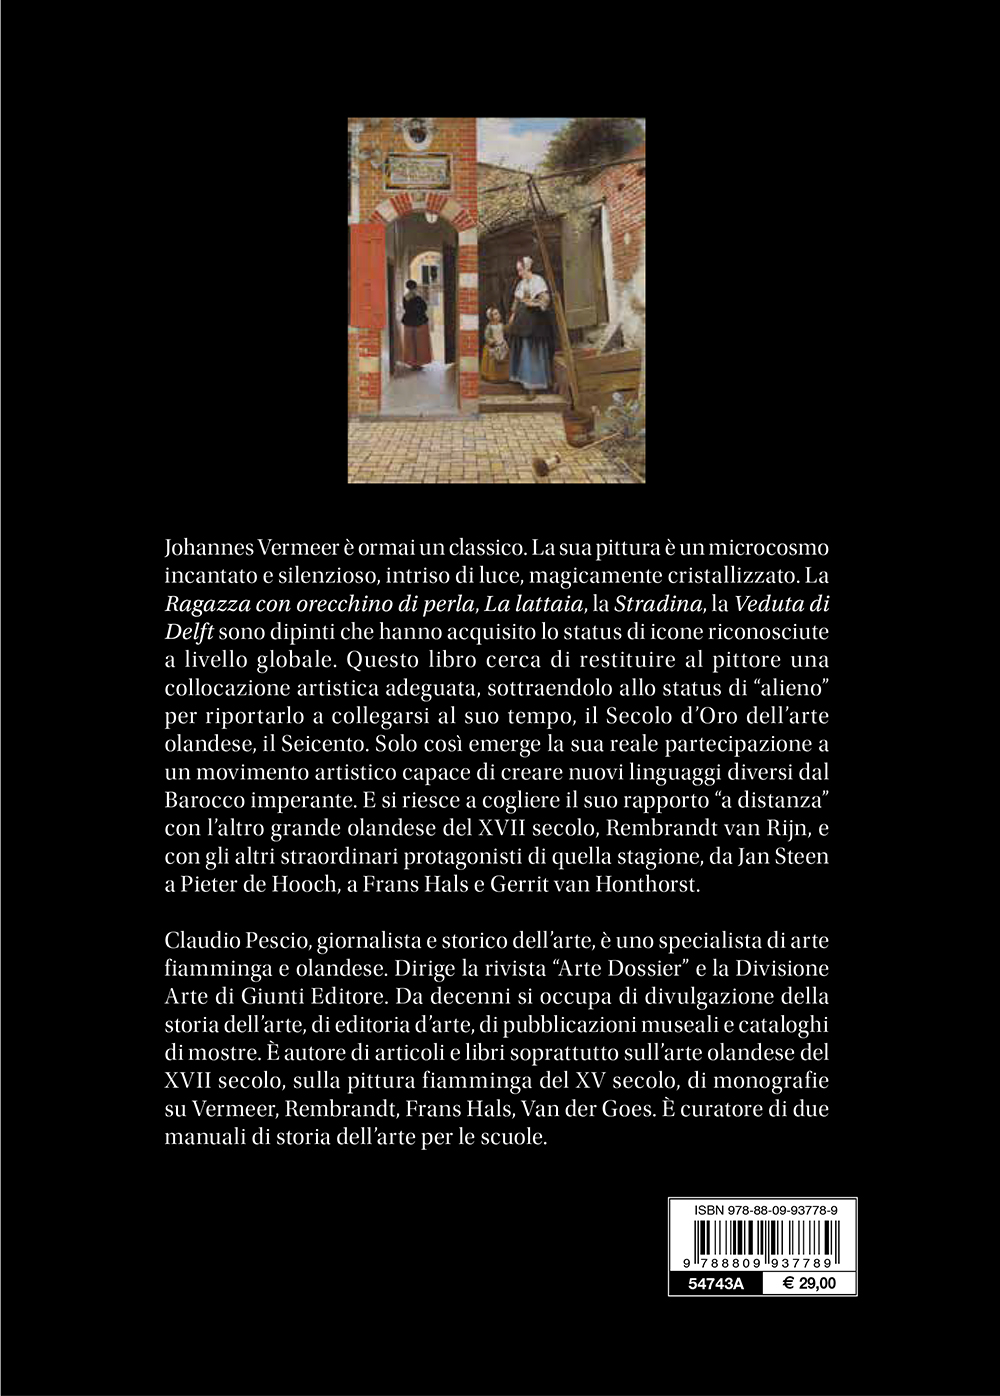 Johannes Vermeer è ormai un classico. La sua pittura è un microcosmo
incantato e silenzioso, intriso di luce, magicamente cristallizzato. La
Ragazza con orecchino di perla, La lattaia, la Stradina, la Veduta di
Delft sono dipinti che hanno acquisito lo status di icone riconosciute
a livello globale. Questo libro cerca di restituire al pittore una
collocazione artistica adeguata, sottraendolo allo status di “alieno”
per riportarlo a collegarsi al suo tempo, il Secolo d’Oro dell’arte
olandese, il Seicento. Solo così emerge la sua reale partecipazione a
un movimento artistico capace di creare nuovi linguaggi diversi dal
Barocco imperante. E si riesce a cogliere il suo rapporto “a distanza”
con l’altro grande olandese del XVII secolo, Rembrandt van Rijn, e
con gli altri straordinari protagonisti di quella stagione, da Jan Steen
a Pieter de Hooch, a Frans Hals e Gerrit van Honthorst.
Claudio Pescio, giornalista e storico dell’arte, è uno specialista di arte
fiamminga e olandese. Dirige la rivista “Arte Dossier” e la Divisione
Arte di Giunti Editore. Da decenni si occupa di divulgazione della
storia dell’arte, di editoria d’arte, di pubblicazioni museali e cataloghi
di mostre. È autore di articoli e libri soprattutto sull’arte olandese del
XVII secolo, sulla pittura fiamminga del XV secolo, di monografie
su Vermeer, Rembrandt, Frans Hals, Van der Goes. È curatore di due
manuali di storia dell’arte per le scuole.
ISBN 978-88-09-93778-9
9 788809 937789
54743A € 29,00